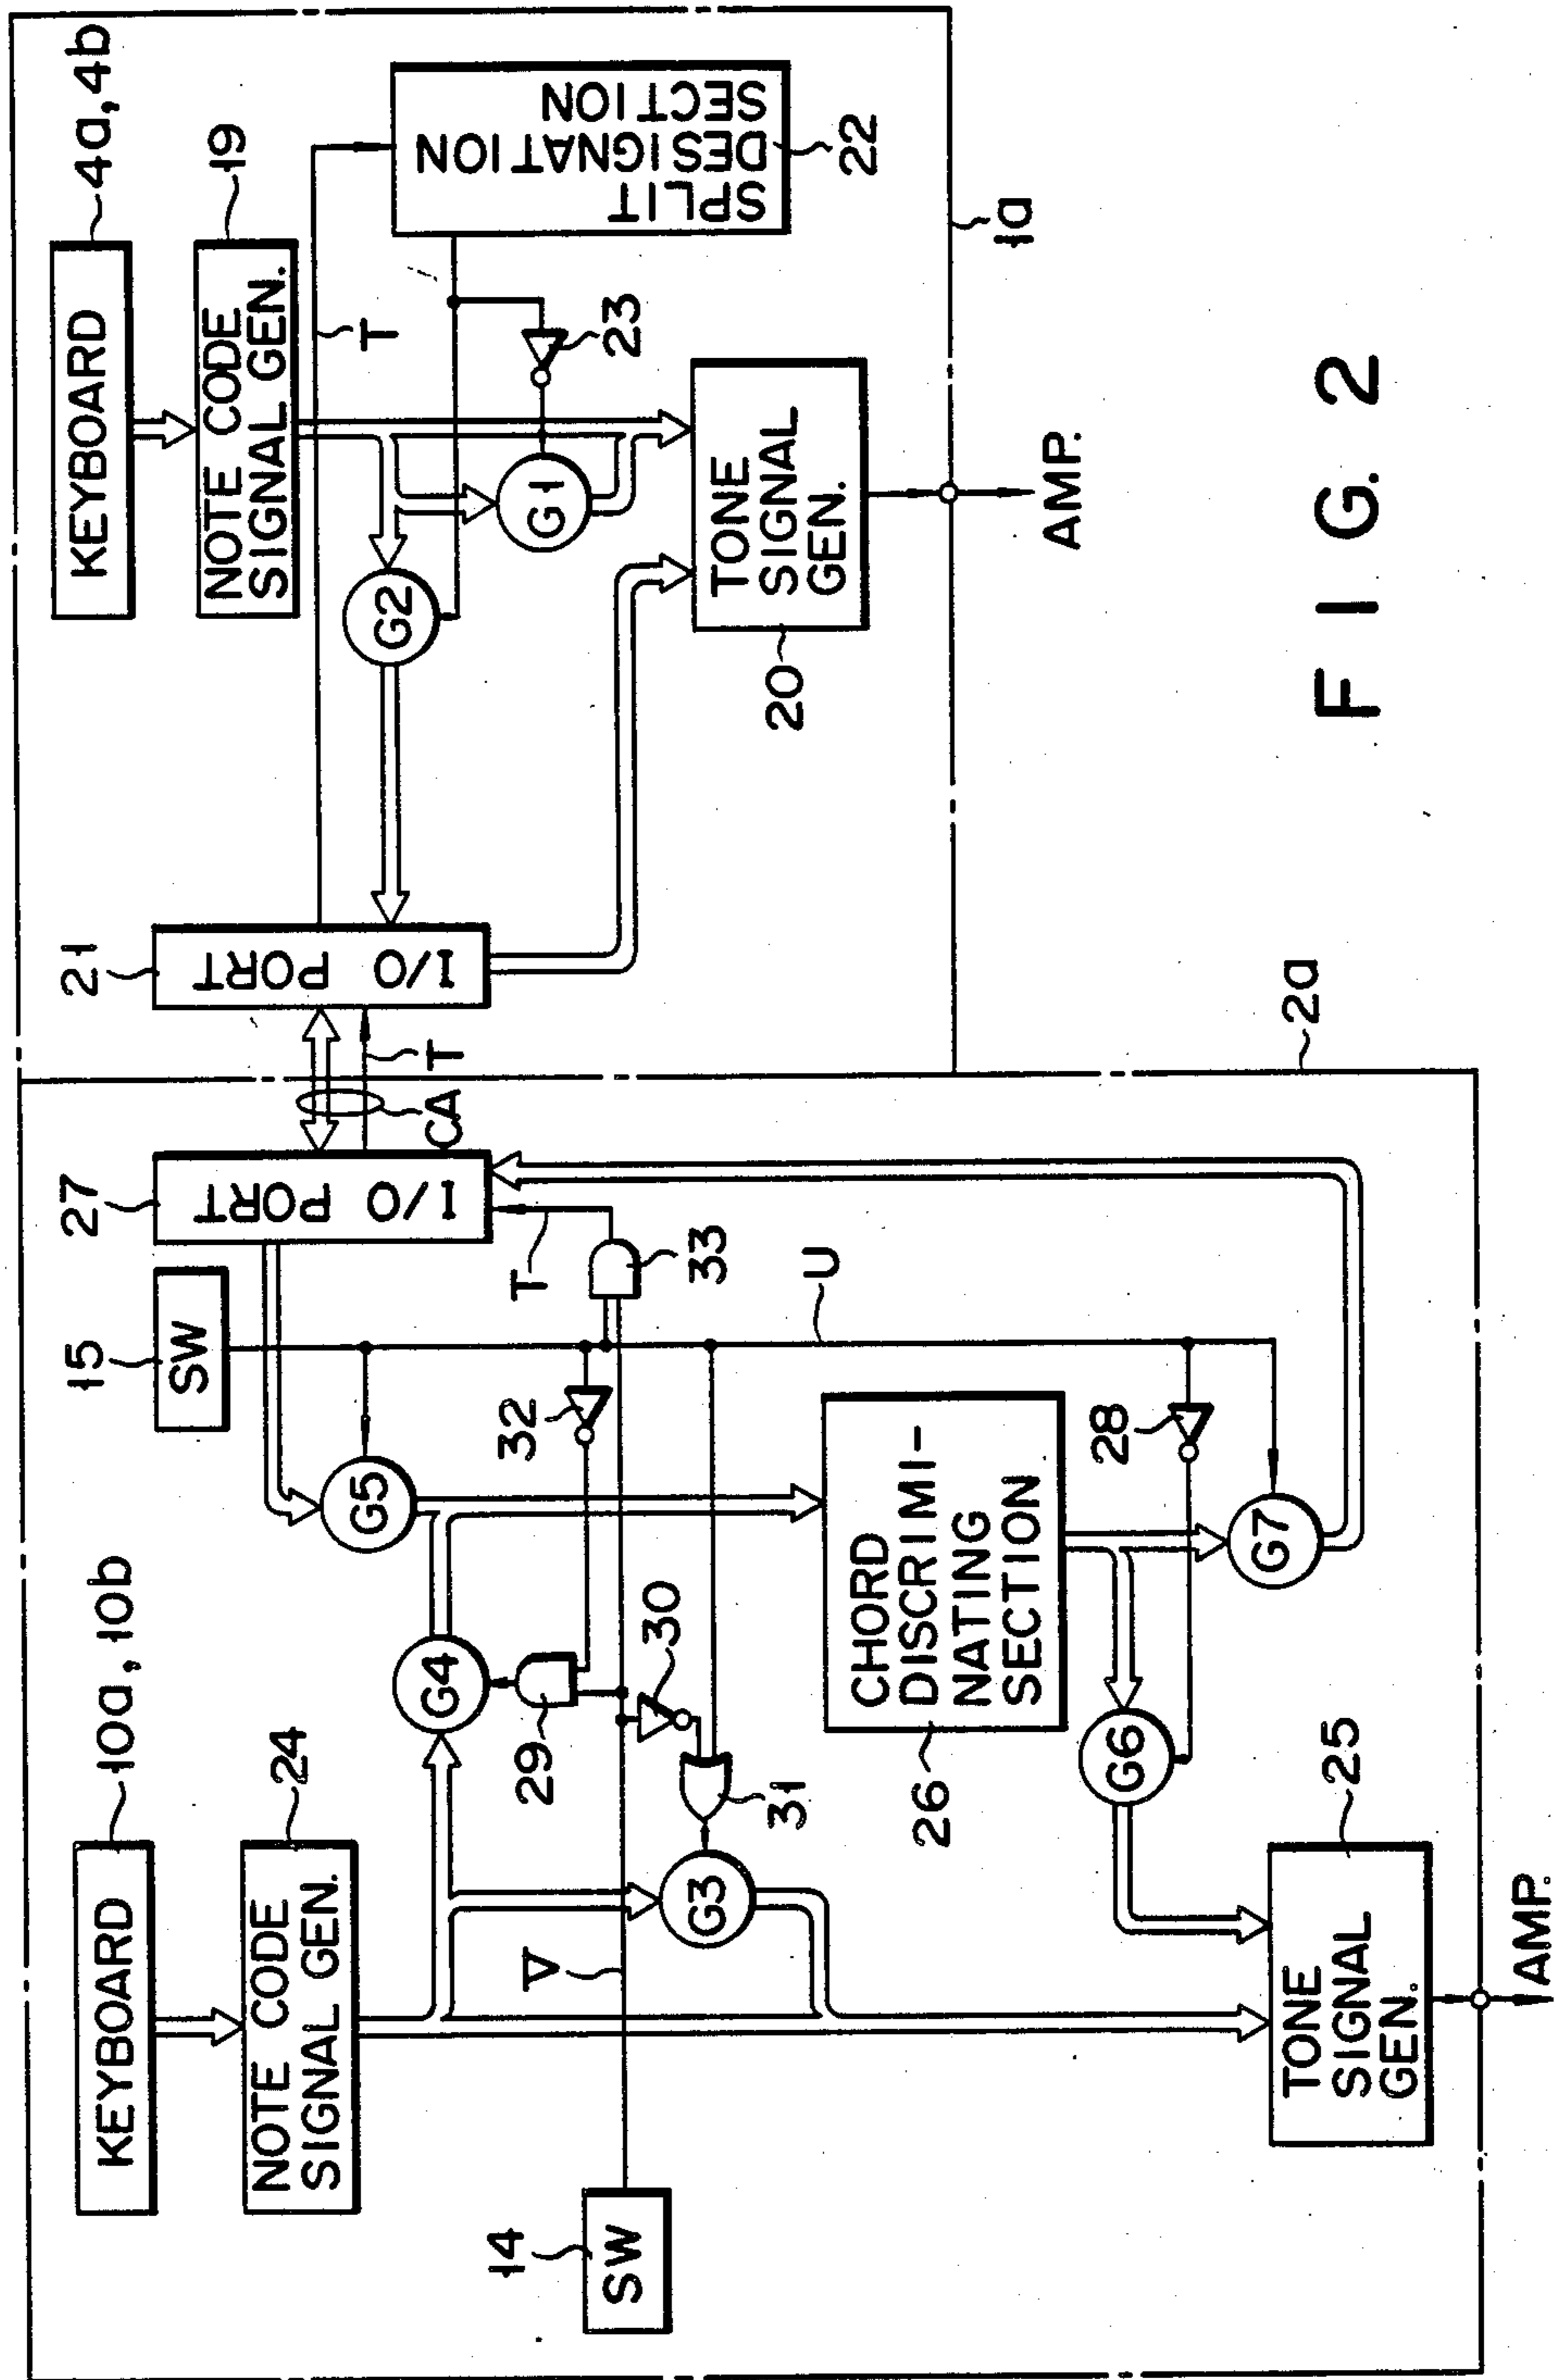 KEYBOARD
4a, 4b
NOTE CODE
SIGNAL GEN.
19
T
SPLIT
DESIGNATION
SECTION
22
23
G1
G2
TONE
SIGNAL
GEN.
20
1a
AMP.
21
I/O PORT
T
CA
27
I/O PORT
2a
15
SW
T
33
U
G5
32
KEYBOARD
10a, 10b
NOTE CODE
SIGNAL GEN.
24
G4
29
30
31
G3
V
14
SW
CHORD
DISCRIMI-
NATING
SECTION
26
28
G7
G6
TONE
SIGNAL
GEN.
25
AMP.
FIG. 2